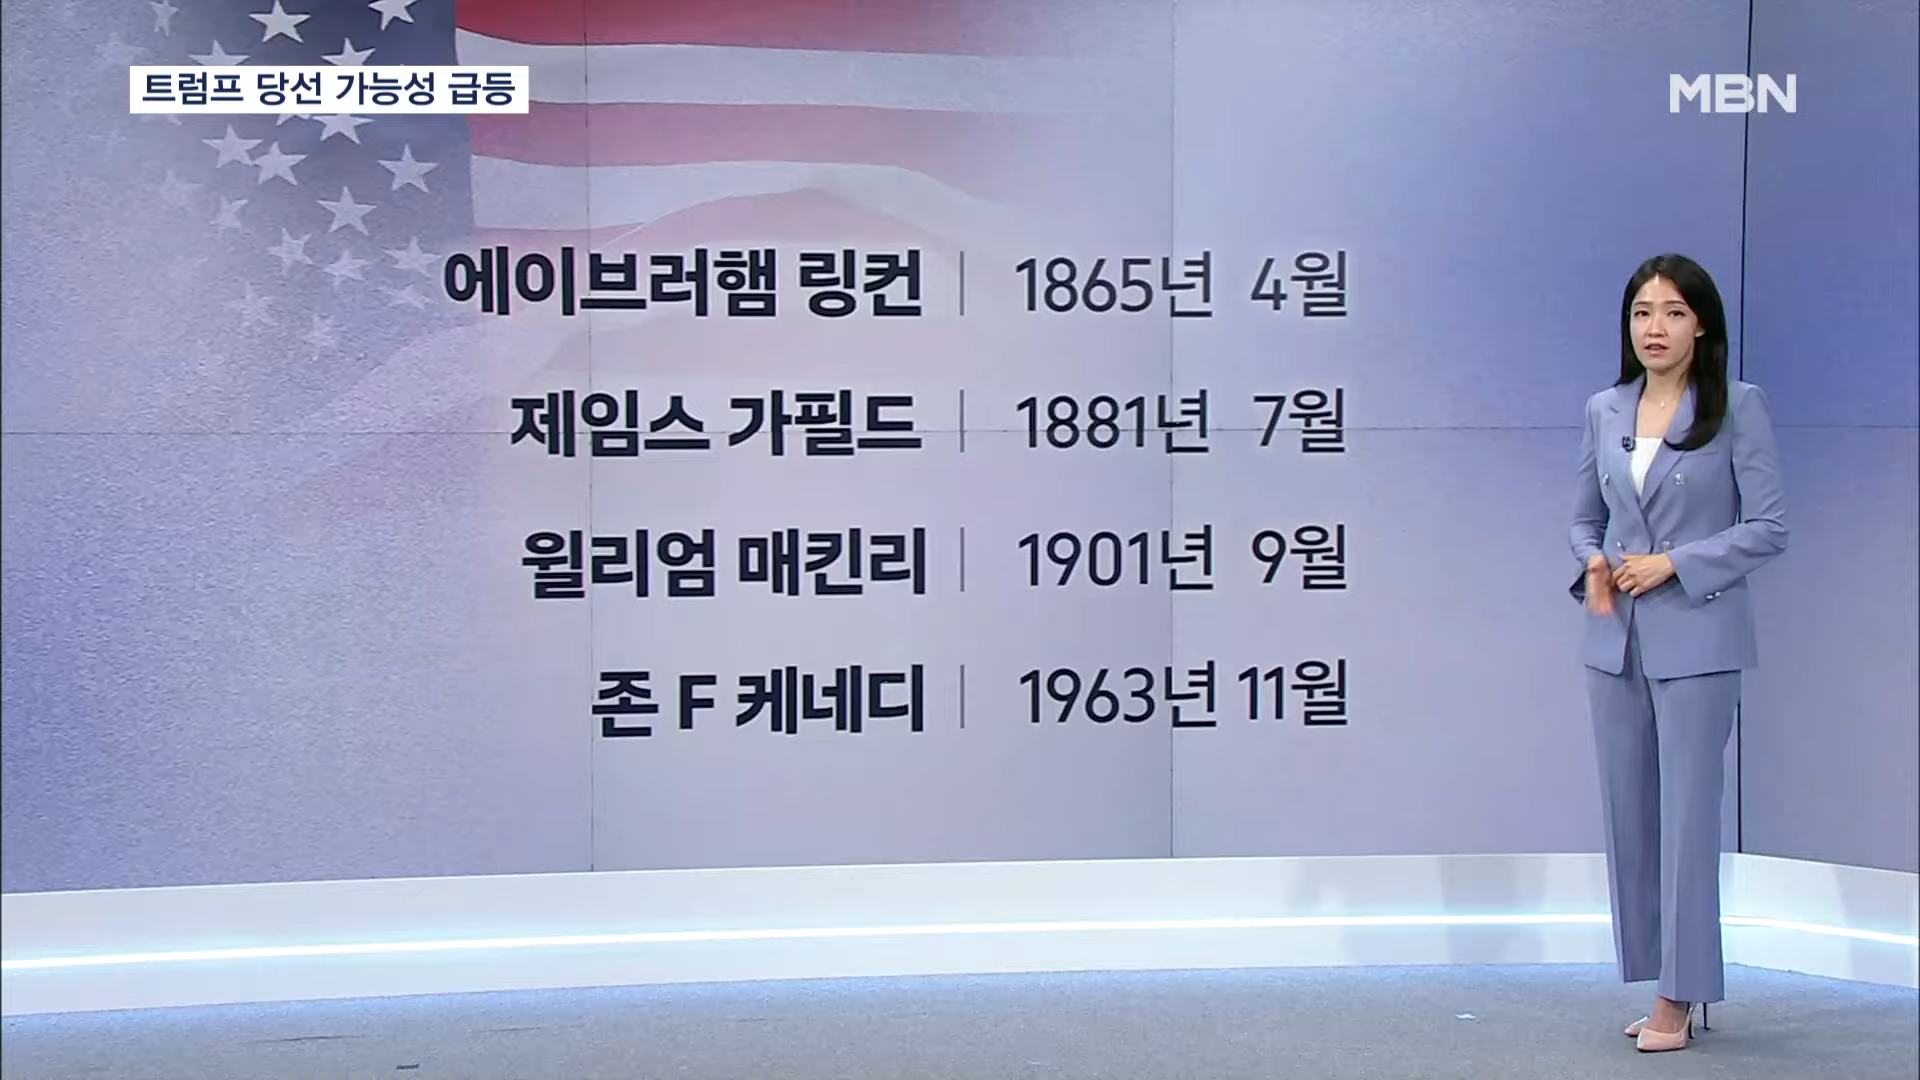 트럼프 당선 가능성 급등
MBN
에이브러햄 링컨 | 1865년 4월
제임스 가필드 | 1881년 7월
윌리엄 매킨리 | 1901년 9월
존 F 케네디 | 1963년 11월